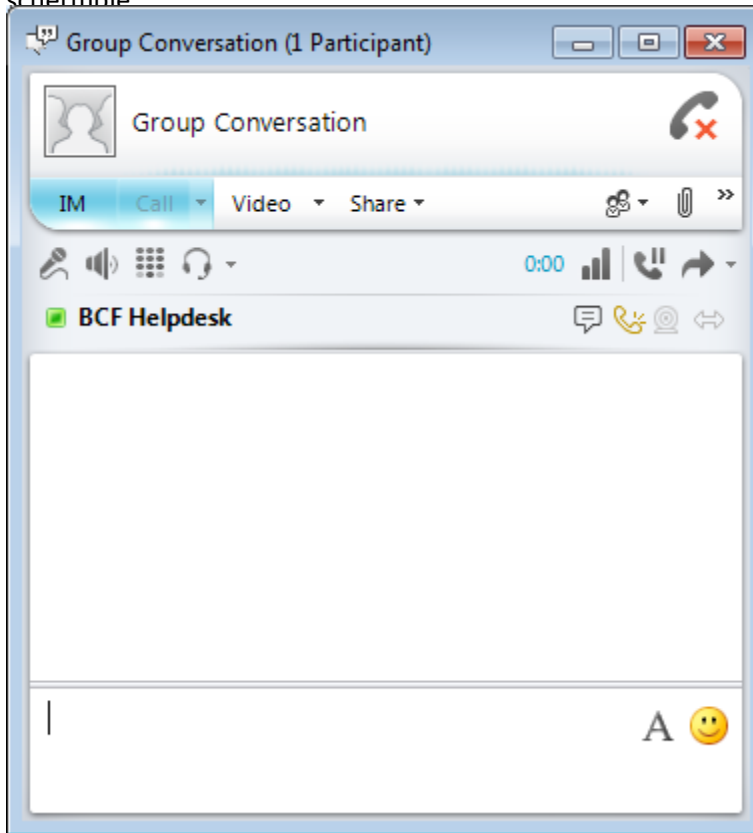 Group Conversation (1 Participant)
Group Conversation
IM Call Video Share
0:00
BCF Helpdesk
A